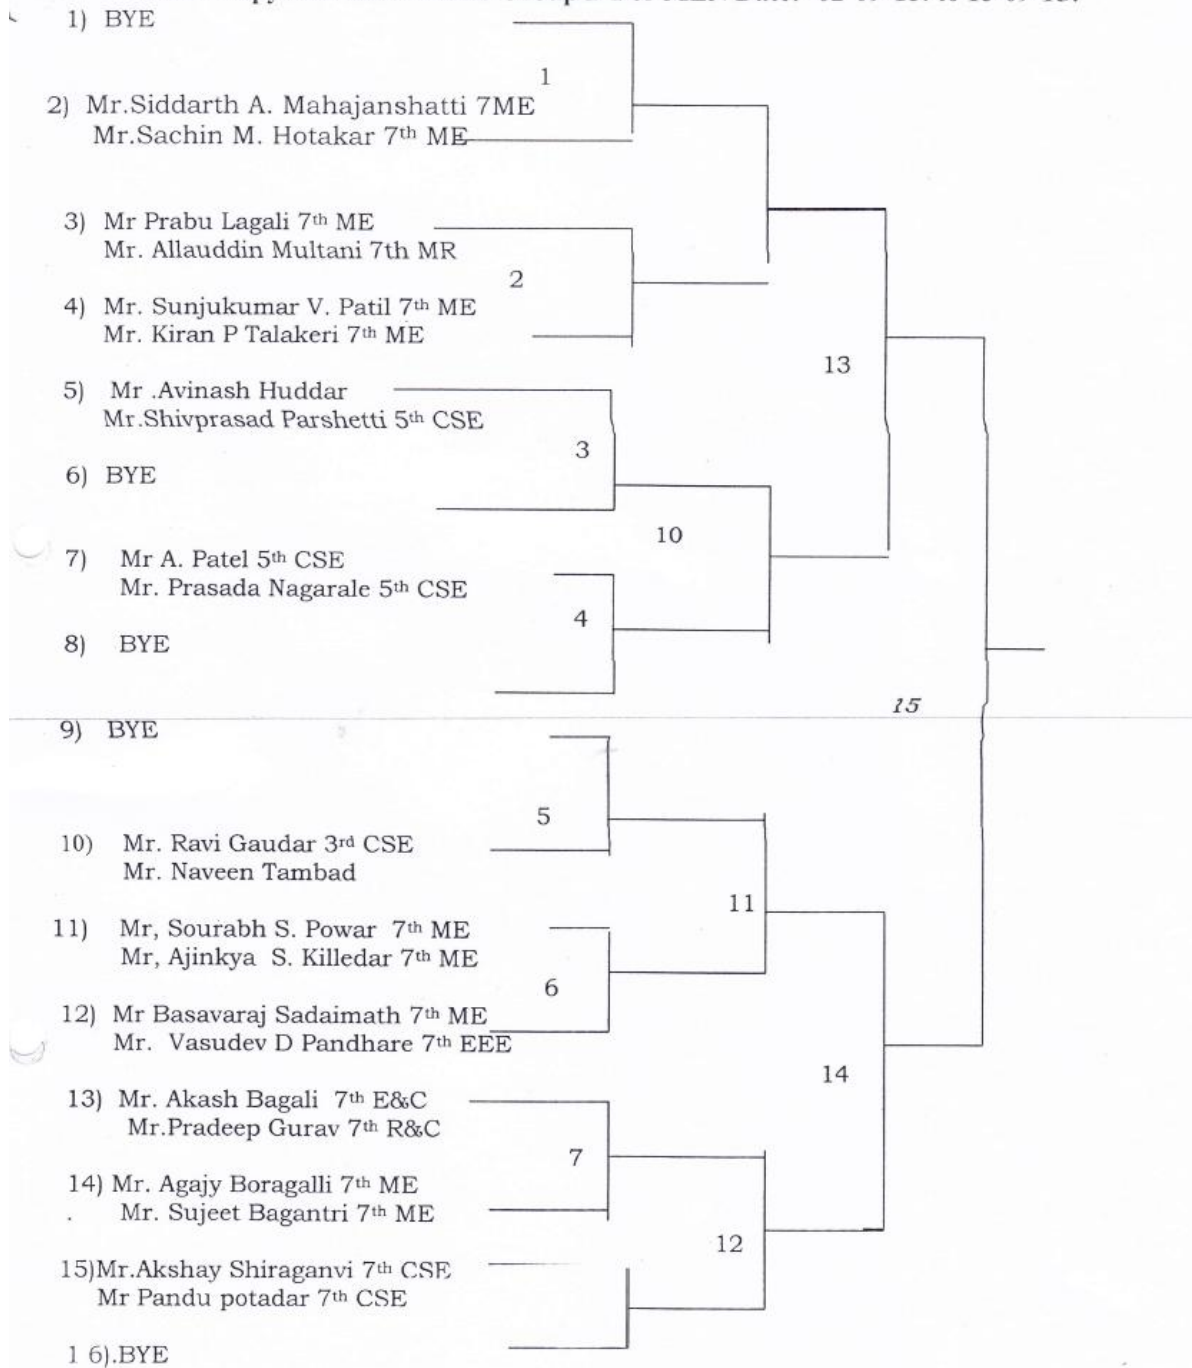 1) BYE
1
2) Mr.Siddarth A. Mahajanshatti 7ME
Mr.Sachin M. Hotakar 7th ME
3) Mr Prabu Lagali 7th ME
Mr. Allauddin Multani 7th MR
2
4) Mr. Sunjukumar V. Patil 7th ME
Mr. Kiran P Talakeri 7th ME
13
5) Mr .Avinash Huddar
Mr.Shivprasad Parshetti 5th CSE
3
6) BYE
10
7) Mr A. Patel 5th CSE
Mr. Prasada Nagarale 5th CSE
4
8) BYE
15
9) BYE
5
10) Mr. Ravi Gaudar 3rd CSE
Mr. Naveen Tambad
11
11) Mr, Sourabh S. Powar 7th ME
Mr, Ajinkya S. Killedar 7th ME
6
12) Mr Basavaraj Sadaimath 7th ME
Mr. Vasudev D Pandhare 7th EEE
14
13) Mr. Akash Bagali 7th E&C
Mr.Pradeep Gurav 7th R&C
7
14) Mr. Agajy Boragalli 7th ME
. Mr. Sujeet Bagantri 7th ME
12
15)Mr.Akshay Shiraganvi 7th CSE
Mr Pandu potadar 7th CSE
1 6).BYE